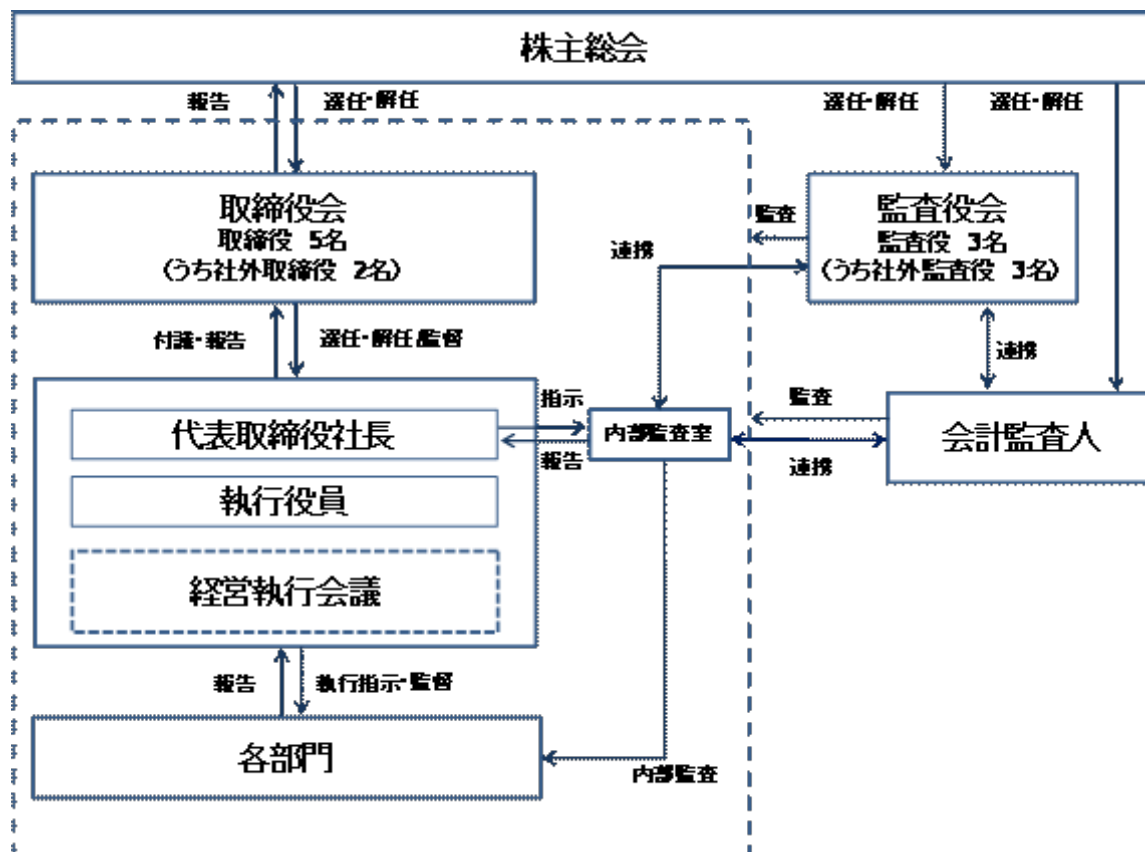 株主総会
報告
選任・解任
選任・解任
選任・解任
取締役会
取締役 5名
(うち社外取締役 2名)
監査
監査役会
監査役 3名
(うち社外監査役 3名)
連携
付議・報告
選任・解任,監督
連携
指示
監査
代表取締役社長
内部監査室
会計監査人
報告
連携
執行役員
経営執行会議
報告
執行指示・監督
各部門
内部監査